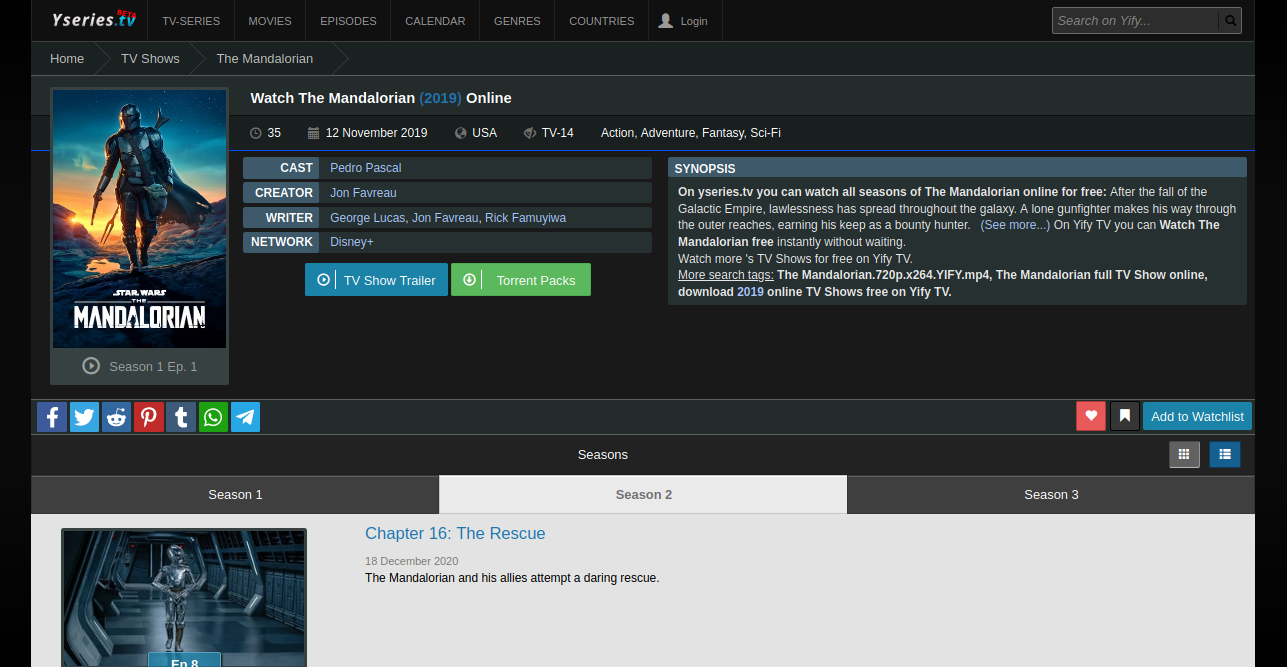 Yseries.tv BETA
TV-SERIES
MOVIES
EPISODES
CALENDAR
GENRES
COUNTRIES
Login
Search on Yify...
Home
TV Shows
The Mandalorian
Watch The Mandalorian (2019) Online
35
12 November 2019
USA
TV-14
Action, Adventure, Fantasy, Sci-Fi
STAR WARS
THE
MANDALORIAN
Season 1 Ep. 1
CAST Pedro Pascal
CREATOR Jon Favreau
WRITER George Lucas, Jon Favreau, Rick Famuyiwa
NETWORK Disney+
TV Show Trailer
Torrent Packs
SYNOPSIS
On yseries.tv you can watch all seasons of The Mandalorian online for free: After the fall of the
Galactic Empire, lawlessness has spread throughout the galaxy. A lone gunfighter makes his way through
the outer reaches, earning his keep as a bounty hunter. (See more...) On Yify TV you can Watch The
Mandalorian free instantly without waiting.
Watch more 's TV Shows for free on Yify TV.
More search tags: The Mandalorian.720p.x264.YIFY.mp4, The Mandalorian full TV Show online,
download 2019 online TV Shows free on Yify TV.
Add to Watchlist
Seasons
Season 1
Season 2
Season 3
Chapter 16: The Rescue
18 December 2020
The Mandalorian and his allies attempt a daring rescue.
Ep 8